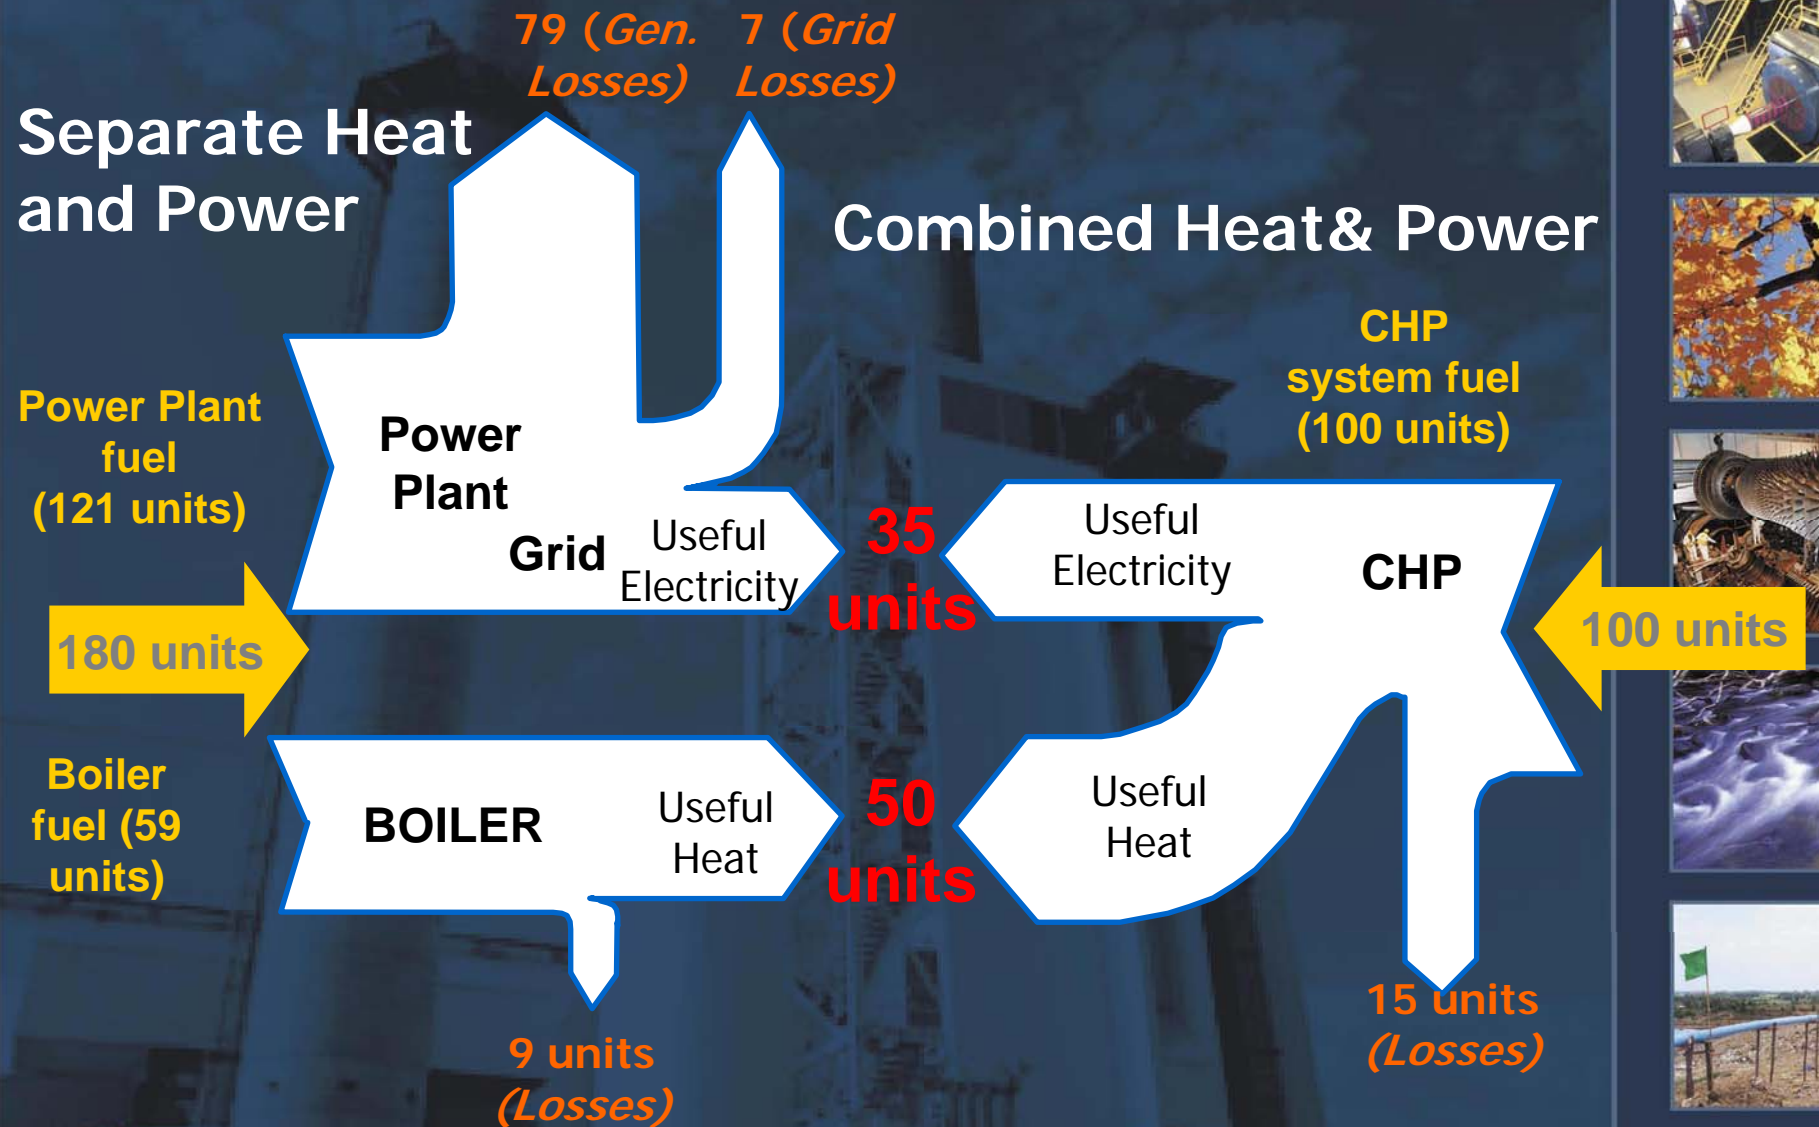 79 (Gen.
Losses)
7 (Grid
Losses)
Separate Heat
and Power
Combined Heat& Power
CHP
system fuel
(100 units)
Power Plant
fuel
(121 units)
Power
Plant
Grid
Useful
Electricity
35
units
Useful
Electricity
CHP
180 units
100 units
Boiler
fuel (59
units)
BOILER
Useful
Heat
50
units
Useful
Heat
9 units
(Losses)
15 units
(Losses)